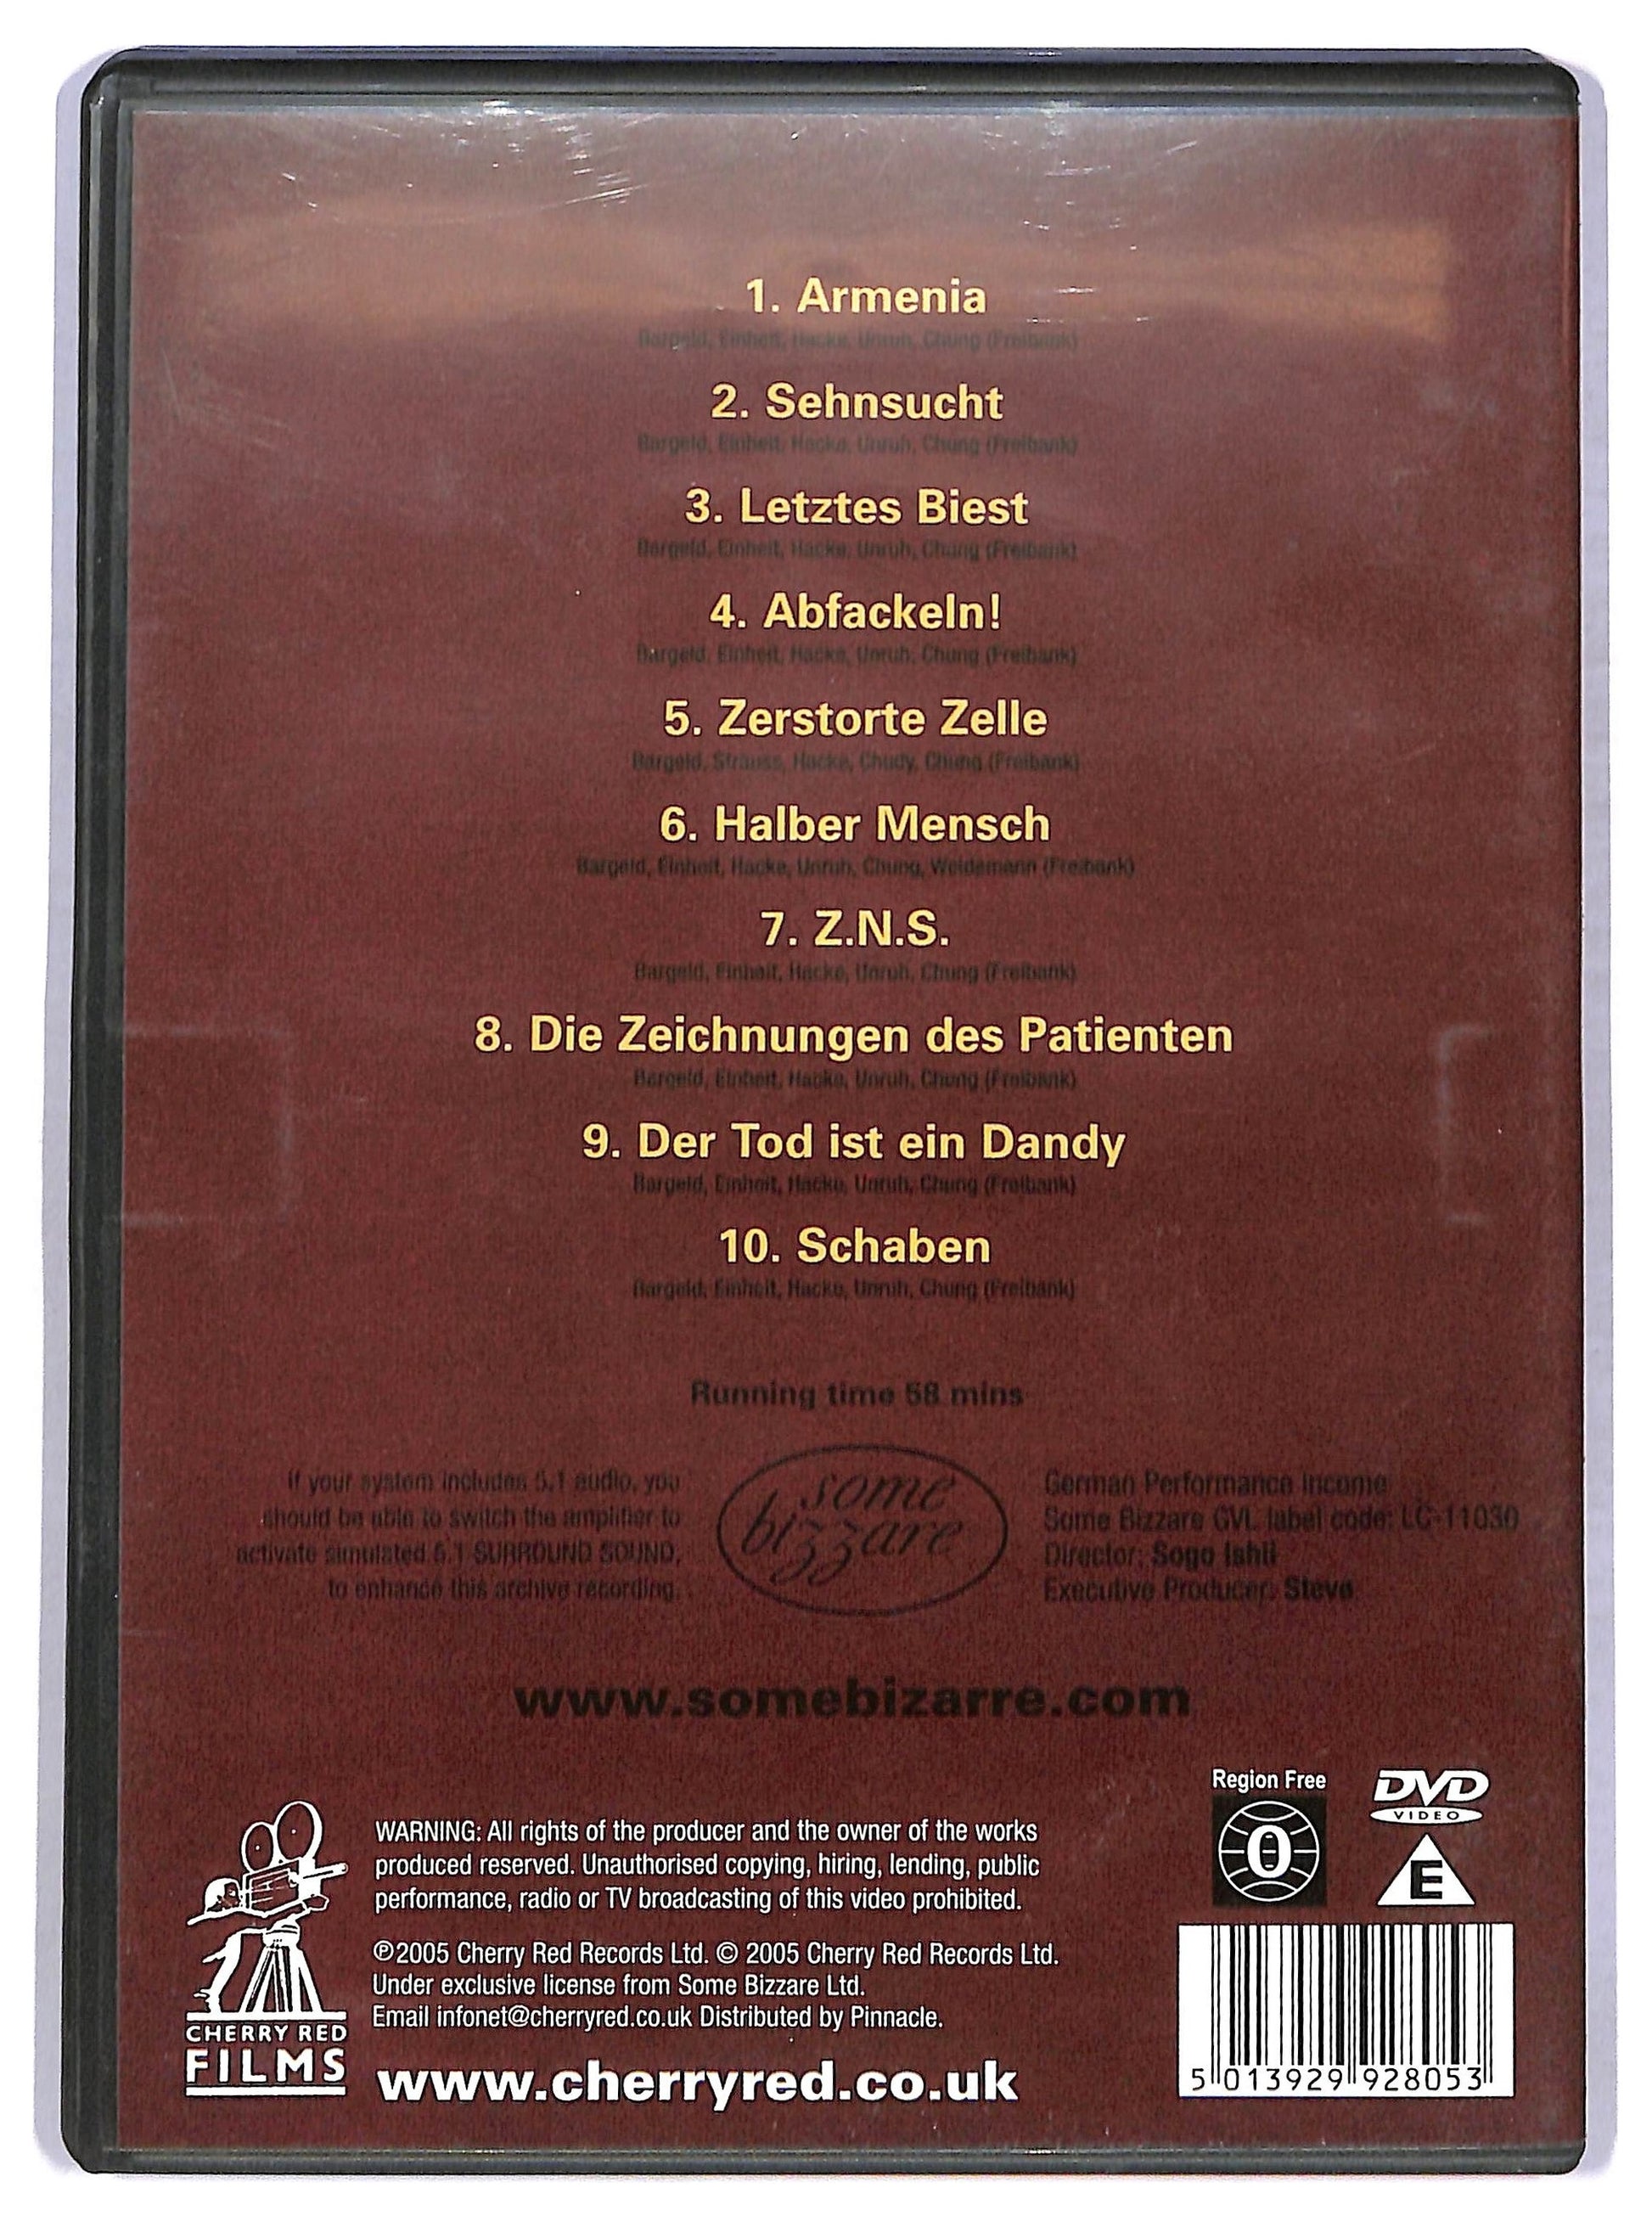 1. Armenia
Bargeld, Einheit, Hacke, Unruh, Chung (Freibank)
2. Sehnsucht
Bargeld, Einheit, Hacke, Unruh, Chung (Freibank)
3. Letztes Biest
Bargeld, Einheit, Hacke, Unruh, Chung (Freibank)
4. Abfackeln!
Bargeld, Einheit, Hacke, Unruh, Chung (Freibank)
5. Zerstorte Zelle
Bargeld, Strauss, Hacke, Chudy, Chung (Freibank)
6. Halber Mensch
Bargeld, Einheit, Hacke, Unruh, Chung, Weidemann (Freibank)
7. Z.N.S.
Bargeld, Einheit, Hacke, Unruh, Chung (Freibank)
8. Die Zeichnungen des Patienten
Bargeld, Einheit, Hacke, Unruh, Chung (Freibank)
9. Der Tod ist ein Dandy
Bargeld, Einheit, Hacke, Unruh, Chung (Freibank)
10. Schaben
Bargeld, Einheit, Hacke, Unruh, Chung (Freibank)
Running time 58 mins
If your system includes 5.1 audio, you
should be able to switch the amplifier to
activate simulated 5.1 SURROUND SOUND,
to enhance this archive recording.
some
bizzare
German Performance Income
Some Bizzare GVL label code: LC-11030
Director: Sogo Ishii
Executive Producer: Stevo
www.somebizarre.com
Region Free
0
DVD
VIDEO
E
WARNING: All rights of the producer and the owner of the works
produced reserved. Unauthorised copying, hiring, lending, public
performance, radio or TV broadcasting of this video prohibited.
℗2005 Cherry Red Records Ltd. © 2005 Cherry Red Records Ltd.
Under exclusive license from Some Bizzare Ltd.
Email infonet@cherryred.co.uk Distributed by Pinnacle.
CHERRY RED
FILMS
www.cherryred.co.uk
5 013929 928053